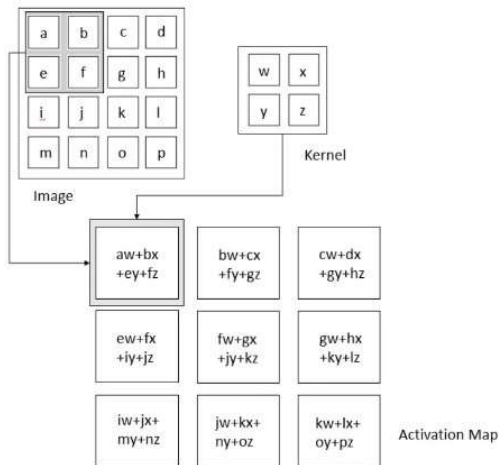 a b c d
e f g h
i j k l
m n o p
Image
w x
y z
Kernel
aw+bx
+ey+fz
bw+cx
+fy+gz
cw+dx
+gy+hz
ew+fx
+iy+jz
fw+gx
+jy+kz
gw+hx
+ky+lz
iw+jx+
my+nz
jw+kx+
ny+oz
kw+lx+
oy+pz
Activation Map